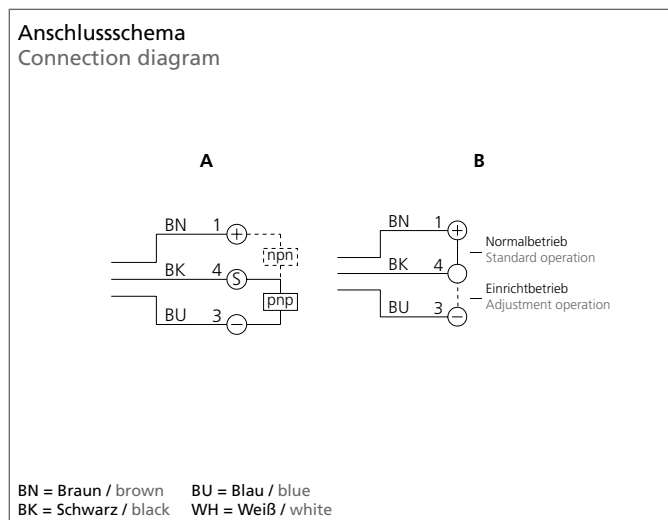 Anschlussschema
Connection diagram
A
BN 1 +
npn
BK 4 S
pnp
BU 3 −
B
BN 1 +
Normalbetrieb
Standard operation
BK 4
Einrichtbetrieb
Adjustment operation
BU 3 −
BN = Braun / brown BU = Blau / blue
BK = Schwarz / black WH = Weiß / white